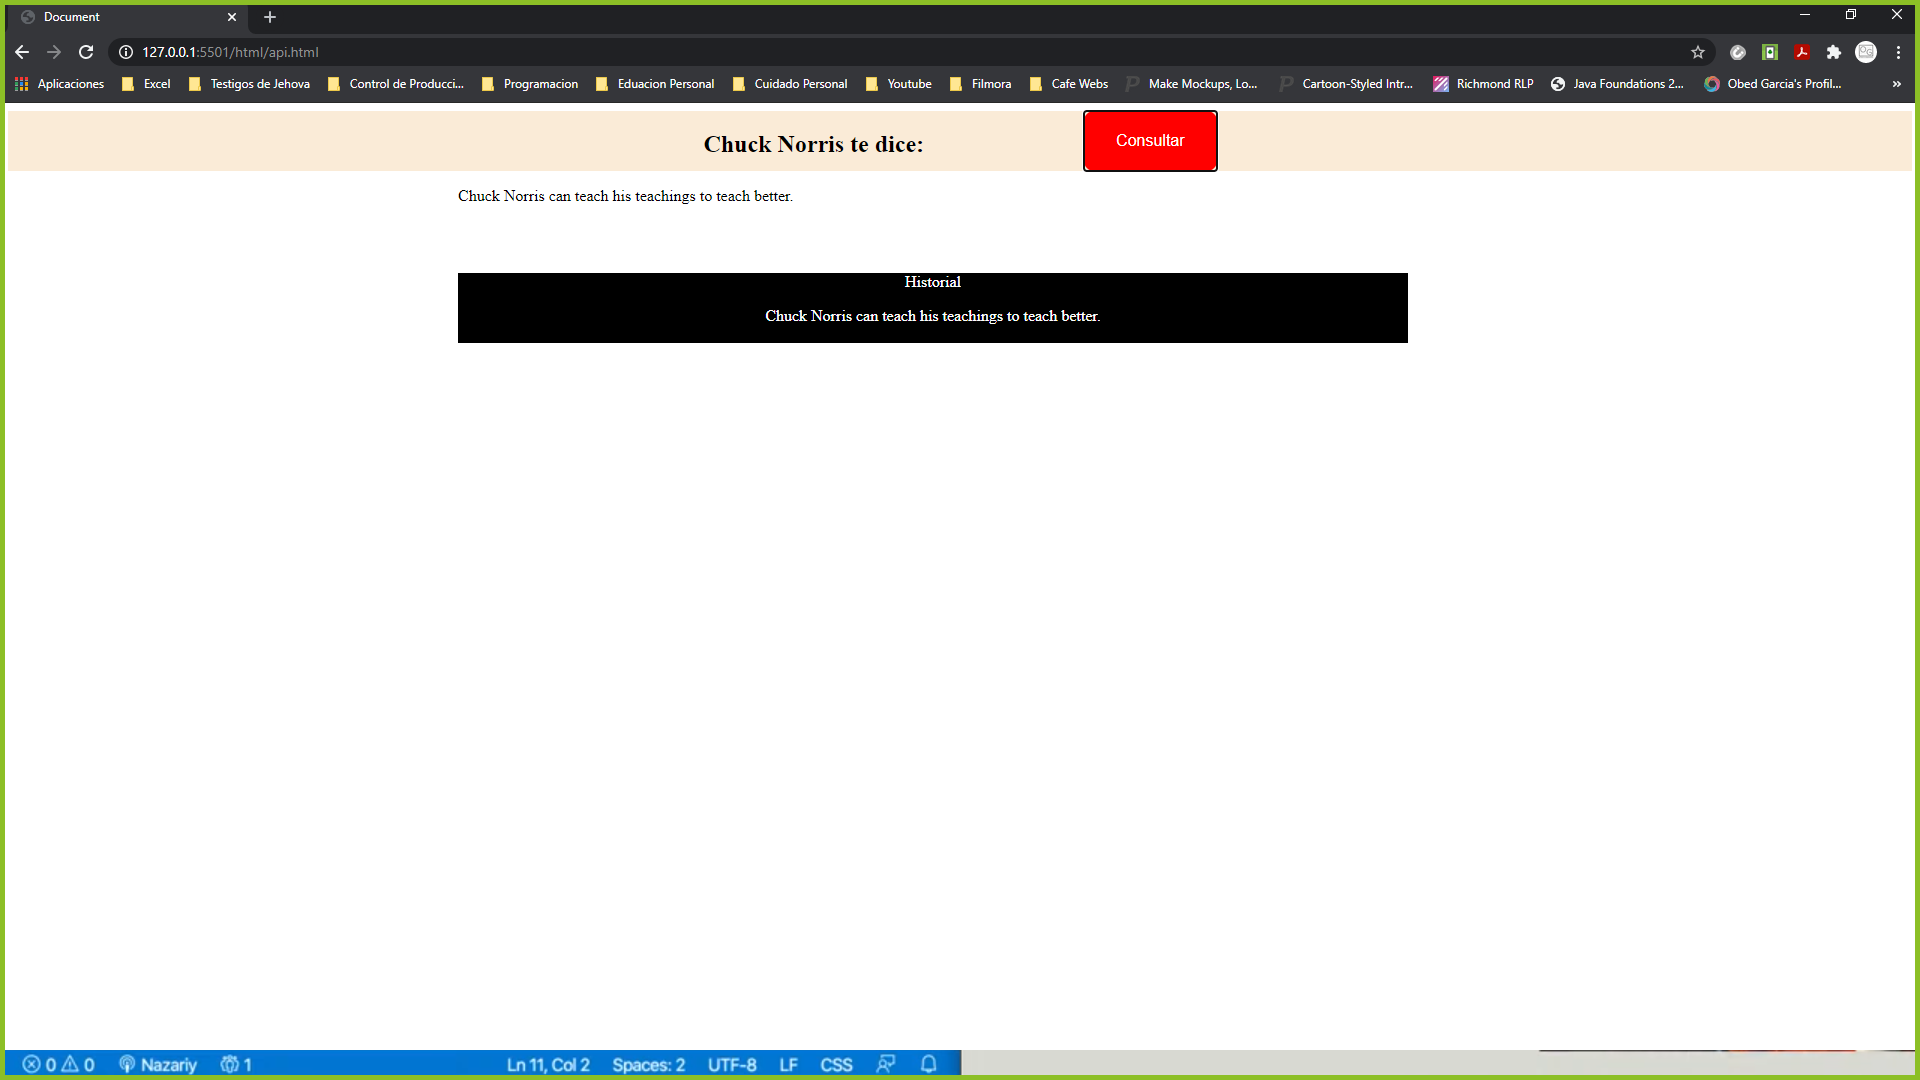 Document
127.0.0.1:5501/html/api.html
Aplicaciones Excel Testigos de Jehova Control de Producci... Programacion Eduacion Personal Cuidado Personal Youtube Filmora Cafe Webs Make Mockups, Lo... Cartoon-Styled Intr... Richmond RLP Java Foundations 2... Obed Garcia's Profil... »
Chuck Norris te dice: Consultar
Chuck Norris can teach his teachings to teach better.
Historial
Chuck Norris can teach his teachings to teach better.
0 0 Nazariy 1 Ln 11, Col 2 Spaces: 2 UTF-8 LF CSS